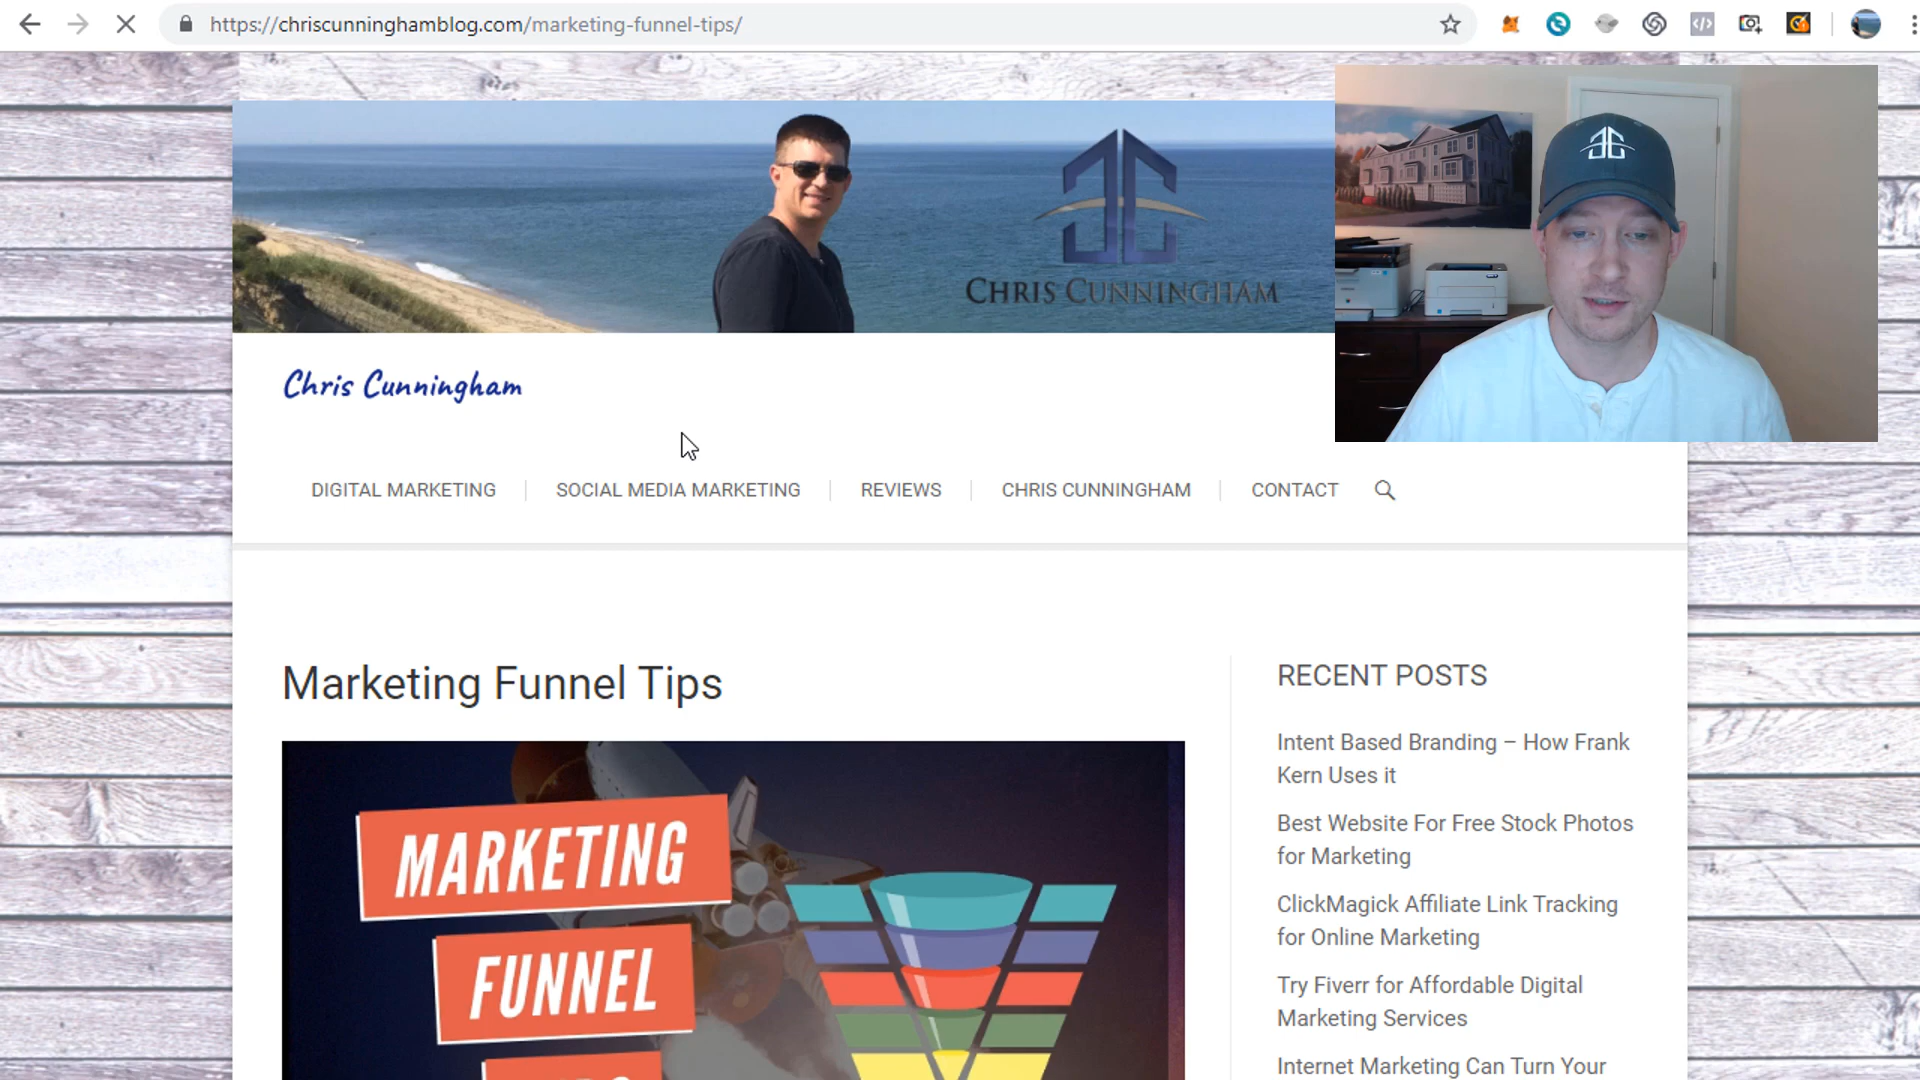 https://chriscunninghamblog.com/marketing-funnel-tips/
CHRIS CUNNINGHAM
Chris Cunningham
DIGITAL MARKETING
SOCIAL MEDIA MARKETING
REVIEWS
CHRIS CUNNINGHAM
CONTACT
Marketing Funnel Tips
MARKETING
FUNNEL
RECENT POSTS
Intent Based Branding – How Frank
Kern Uses it
Best Website For Free Stock Photos
for Marketing
ClickMagick Affiliate Link Tracking
for Online Marketing
Try Fiverr for Affordable Digital
Marketing Services
Internet Marketing Can Turn Your